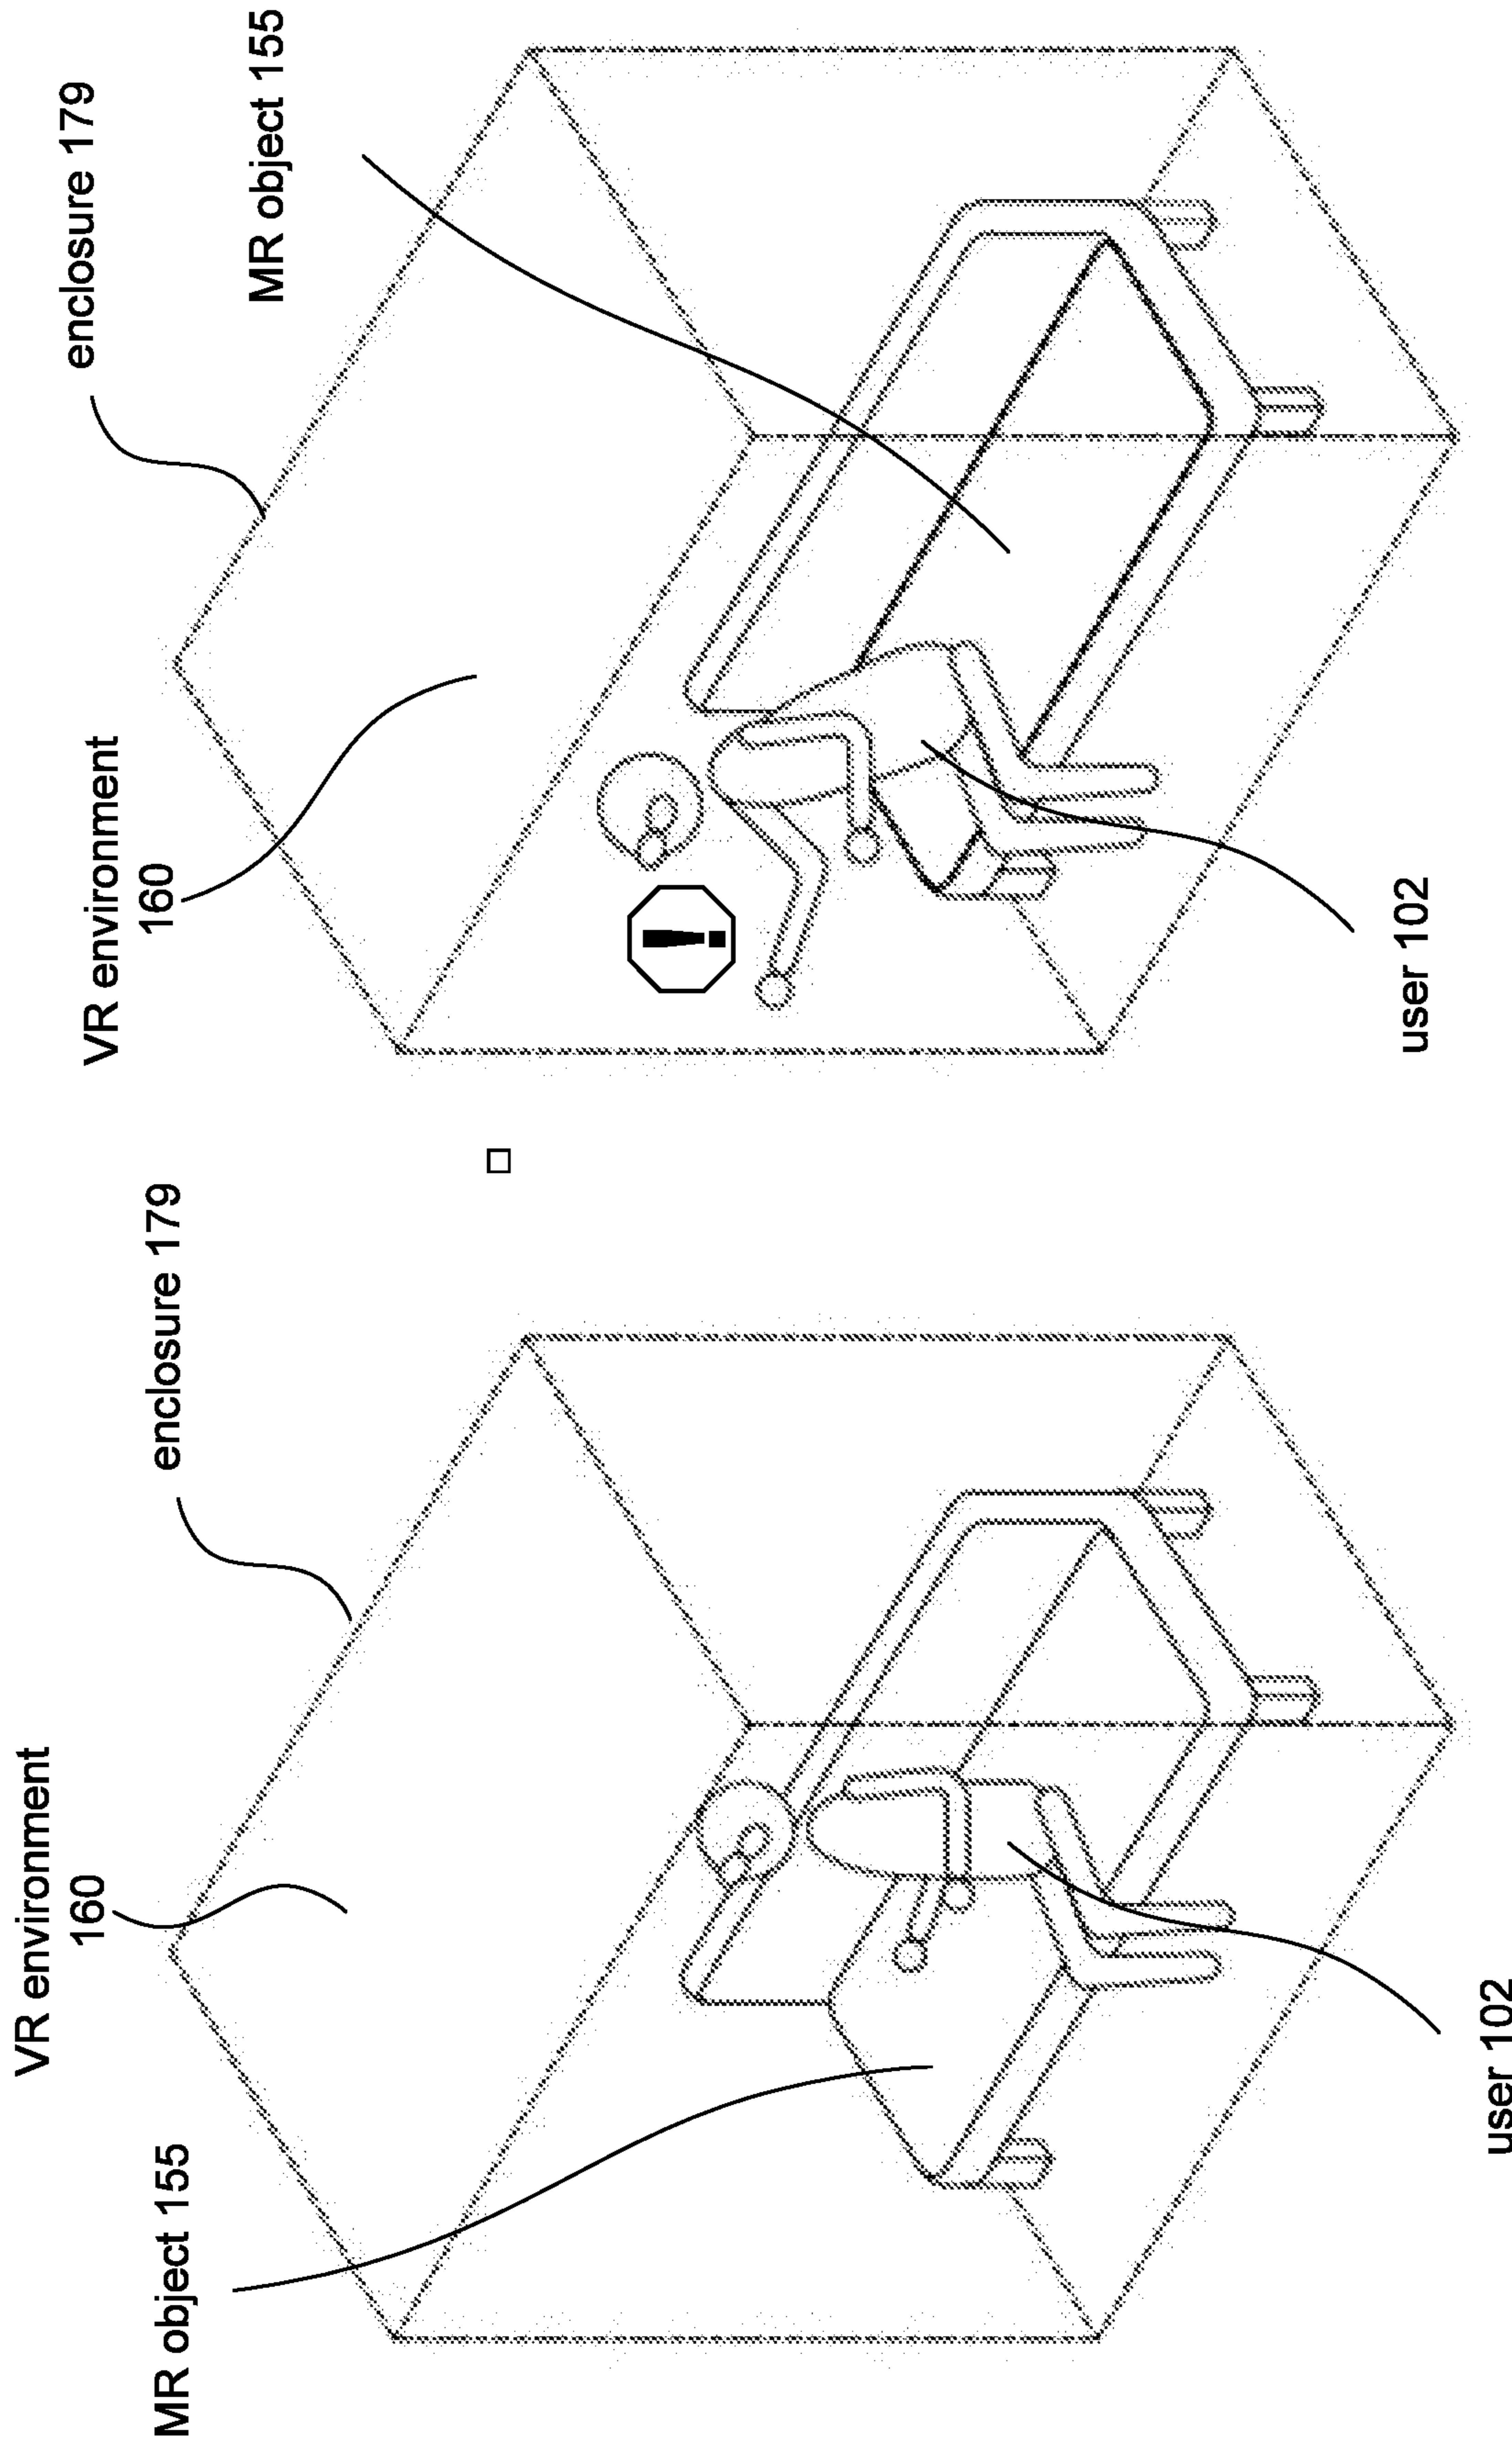 VR environment
160
enclosure 179
MR object 155
user 102
enclosure 179
VR environment
160
MR object 155
!
user 102